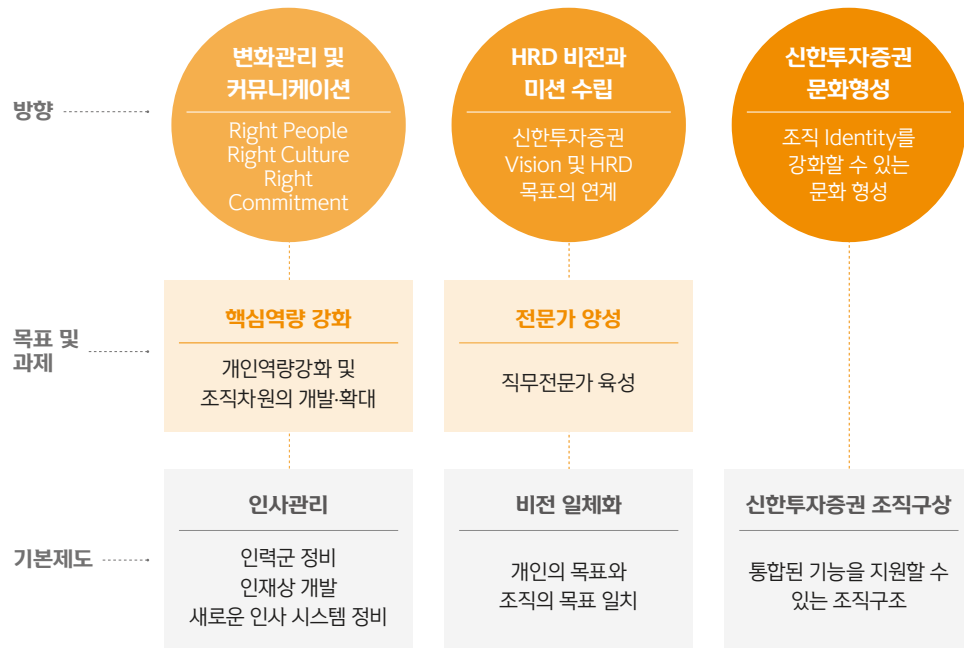 방향
변화관리 및
커뮤니케이션
Right People
Right Culture
Right
Commitment
HRD 비전과
미션 수립
신한투자증권
Vision 및 HRD
목표의 연계
신한투자증권
문화형성
조직 Identity를
강화할 수 있는
문화 형성
목표 및
과제
핵심역량 강화
개인역량강화 및
조직차원의 개발·확대
전문가 양성
직무전문가 육성
기본제도
인사관리
인력군 정비
인재상 개발
새로운 인사 시스템 정비
비전 일체화
개인의 목표와
조직의 목표 일치
신한투자증권 조직구상
통합된 기능을 지원할 수
있는 조직구조